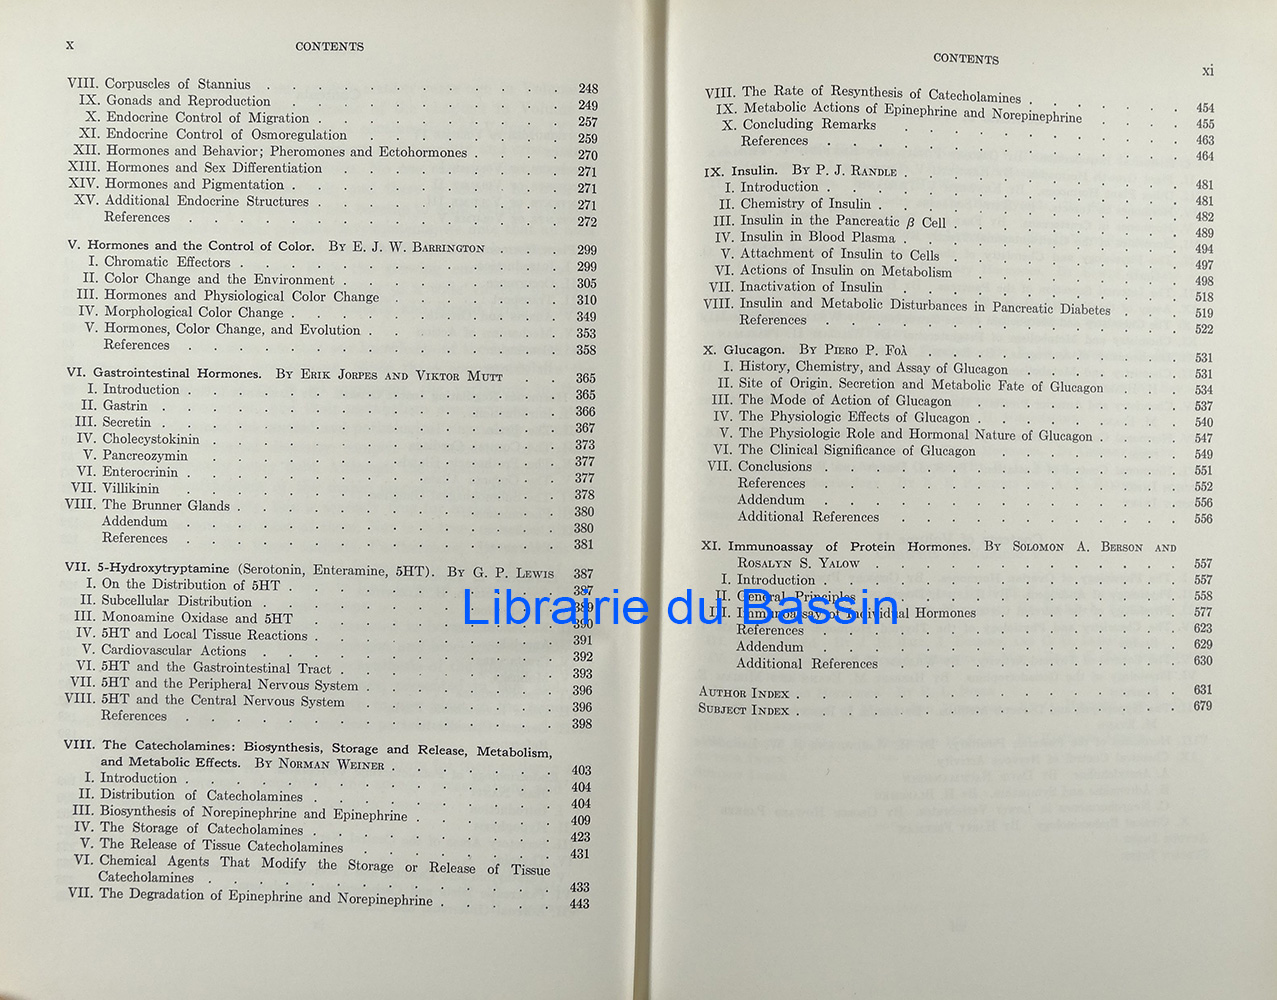 x
CONTENTS
VIII. Corpuscles of Stannius . . . . . . . . . . . . 248
IX. Gonads and Reproduction . . . . . . . . . . . 249
X. Endocrine Control of Migration . . . . . . . . . 257
XI. Endocrine Control of Osmoregulation . . . . . . . . 259
XII. Hormones and Behavior; Pheromones and Ectohormones . . . . 270
XIII. Hormones and Sex Differentiation . . . . . . . . . 271
XIV. Hormones and Pigmentation . . . . . . . . . . . 271
XV. Additional Endocrine Structures . . . . . . . . . . 271
References . . . . . . . . . . . . . . 272
V. Hormones and the Control of Color. By E. J. W. Barrington . . . 299
I. Chromatic Effectors . . . . . . . . . . . . . 299
II. Color Change and the Environment . . . . . . . . . 305
III. Hormones and Physiological Color Change . . . . . . . 310
IV. Morphological Color Change . . . . . . . . . . . 349
V. Hormones, Color Change, and Evolution . . . . . . . . 353
References . . . . . . . . . . . . . . 358
VI. Gastrointestinal Hormones. By Erik Jorpes and Viktor Mutt . . 365
I. Introduction . . . . . . . . . . . . . . . 365
II. Gastrin . . . . . . . . . . . . . . . . 366
III. Secretin . . . . . . . . . . . . . . . . 367
IV. Cholecystokinin . . . . . . . . . . . . . . 373
V. Pancreozymin . . . . . . . . . . . . . . 377
VI. Enterocrinin . . . . . . . . . . . . . . . 377
VII. Villikinin . . . . . . . . . . . . . . . 378
VIII. The Brunner Glands . . . . . . . . . . . . . 380
Addendum . . . . . . . . . . . . . . . 380
References . . . . . . . . . . . . . . . 381
VII. 5-Hydroxytryptamine (Serotonin, Enteramine, 5HT). By G. P. Lewis 387
I. On the Distribution of 5HT . . . . . . . . . . . 387
II. Subcellular Distribution . . . . . . . . . . . . 389
III. Monoamine Oxidase and 5HT . . . . . . . . . . 390
IV. 5HT and Local Tissue Reactions . . . . . . . . . 391
V. Cardiovascular Actions . . . . . . . . . . . . 392
VI. 5HT and the Gastrointestinal Tract . . . . . . . . . 393
VII. 5HT and the Peripheral Nervous System . . . . . . . . 396
VIII. 5HT and the Central Nervous System . . . . . . . . 396
References . . . . . . . . . . . . . . . 398
VIII. The Catecholamines: Biosynthesis, Storage and Release, Metabolism,
and Metabolic Effects. By Norman Weiner . . . . . . . 403
I. Introduction . . . . . . . . . . . . . . . 404
II. Distribution of Catecholamines . . . . . . . . . . 404
III. Biosynthesis of Norepinephrine and Epinephrine . . . . . . 409
IV. The Storage of Catecholamines . . . . . . . . . . 423
V. The Release of Tissue Catecholamines . . . . . . . . 431
VI. Chemical Agents That Modify the Storage or Release of Tissue
Catecholamines . . . . . . . . . . . . . . 433
VII. The Degradation of Epinephrine and Norepinephrine . . . . . 443
CONTENTS
xi
VIII. The Rate of Resynthesis of Catecholamines . . . . . . . 454
IX. Metabolic Actions of Epinephrine and Norepinephrine . . . . 455
X. Concluding Remarks . . . . . . . . . . . . 463
References . . . . . . . . . . . . . . . 464
IX. Insulin. By P. J. Randle . . . . . . . . . . . . 481
I. Introduction . . . . . . . . . . . . . . . 481
II. Chemistry of Insulin . . . . . . . . . . . . . 482
III. Insulin in the Pancreatic β Cell . . . . . . . . . . 489
IV. Insulin in Blood Plasma . . . . . . . . . . . . 494
V. Attachment of Insulin to Cells . . . . . . . . . . 497
VI. Actions of Insulin on Metabolism . . . . . . . . . 498
VII. Inactivation of Insulin . . . . . . . . . . . . 518
VIII. Insulin and Metabolic Disturbances in Pancreatic Diabetes . . . 519
References . . . . . . . . . . . . . . . 522
X. Glucagon. By Piero P. Foà . . . . . . . . . . . 531
I. History, Chemistry, and Assay of Glucagon . . . . . . . 531
II. Site of Origin. Secretion and Metabolic Fate of Glucagon . . . 534
III. The Mode of Action of Glucagon . . . . . . . . . 537
IV. The Physiologic Effects of Glucagon . . . . . . . . . 540
V. The Physiologic Role and Hormonal Nature of Glucagon . . . . 547
VI. The Clinical Significance of Glucagon . . . . . . . . 549
VII. Conclusions . . . . . . . . . . . . . . . 551
References . . . . . . . . . . . . . . . 552
Addendum . . . . . . . . . . . . . . . 556
Additional References . . . . . . . . . . . . 556
XI. Immunoassay of Protein Hormones. By Solomon A. Berson and
Rosalyn S. Yalow . . . . . . . . . . . . . 557
I. Introduction . . . . . . . . . . . . . . . 557
II. General Principles . . . . . . . . . . . . . 558
III. Immunoassay of Individual Hormones . . . . . . . . 577
References . . . . . . . . . . . . . . . 623
Addendum . . . . . . . . . . . . . . . 629
Additional References . . . . . . . . . . . . 630
Author Index . . . . . . . . . . . . . . . . 631
Subject Index . . . . . . . . . . . . . . . . 679
Librairie du Bassin